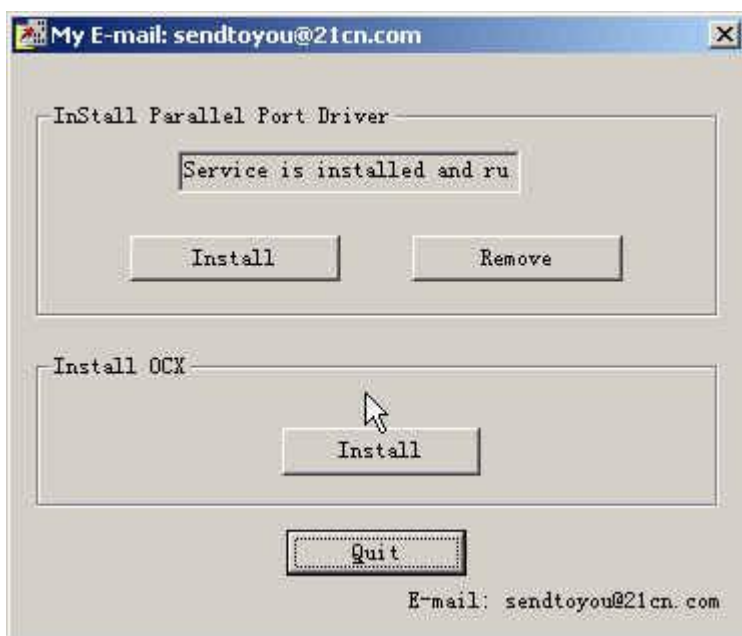 My E-mail: sendtoyou@21cn.com
InStall Parallel Port Driver
Service is installed and ru
Install Remove
Install OCX
Install
Quit
E-mail: sendtoyou@21cn.com